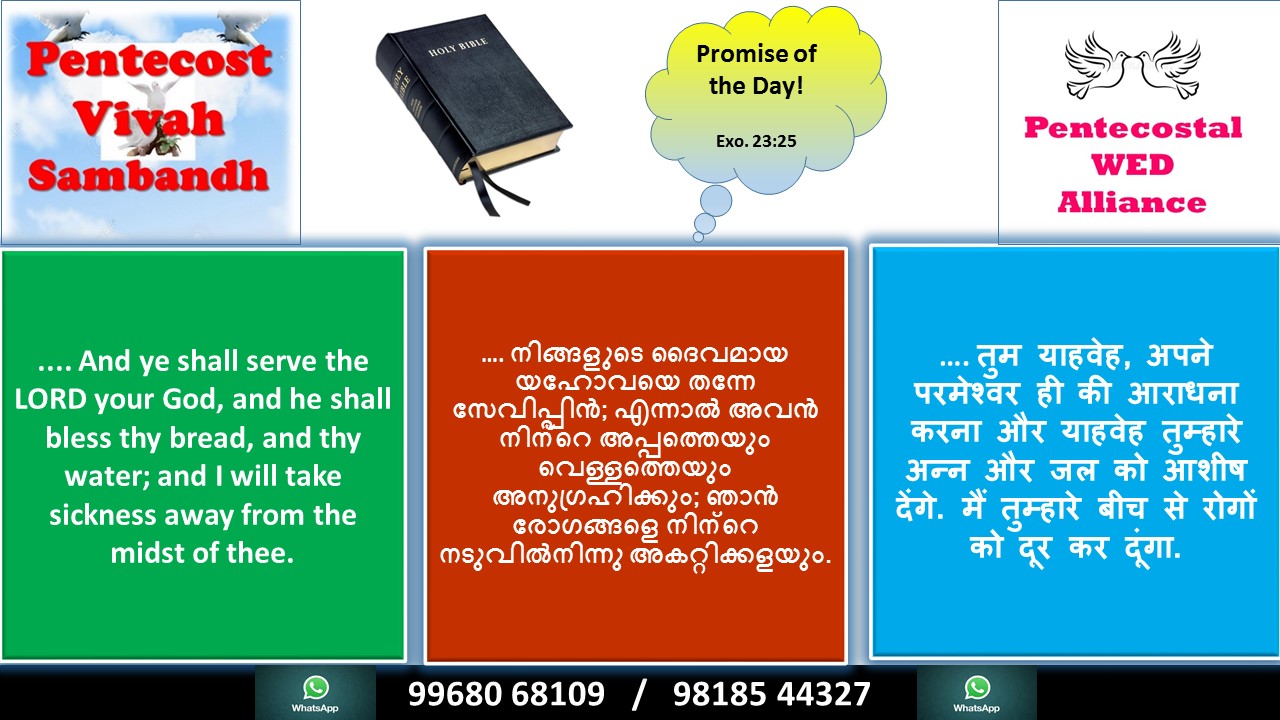 Pentecost
Vivah
Sambandh
HOLY BIBLE
HOLY BIBLE
Promise of
the Day!
Exo. 23:25
Pentecostal
WED
Alliance
.... And ye shall serve the
LORD your God, and he shall
bless thy bread, and thy
water; and I will take
sickness away from the
midst of thee.
.... നിങ്ങളുടെ ദൈവമായ
യഹോവയെ തന്നേ
സേവിപ്പിൻ; എന്നാൽ അവൻ
നിന്റെ അപ്പത്തെയും
വെള്ളത്തെയും
അനുഗ്രഹിക്കും; ഞാൻ
രോഗങ്ങളെ നിന്റെ
നടുവിൽനിന്നു അകറ്റിക്കളയും.
.... तुम याहवेह, अपने
परमेश्वर ही की आराधना
करना और याहवेह तुम्हारे
अन्न और जल को आशीष
देंगे. मैं तुम्हारे बीच से रोगों
को दूर कर दूंगा.
WhatsApp
99680 68109 / 98185 44327
WhatsApp